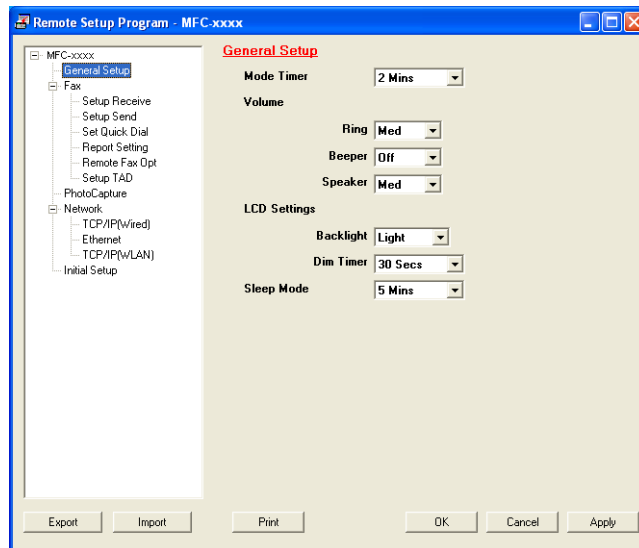 Remote Setup Program - MFC-xxxx
MFC-xxxx
General Setup
Fax
Setup Receive
Setup Send
Set Quick Dial
Report Setting
Remote Fax Opt
Setup TAD
PhotoCapture
Network
TCP/IP(Wired)
Ethernet
TCP/IP(WLAN)
Initial Setup
General Setup
Mode Timer 2 Mins
Volume
Ring Med
Beeper Off
Speaker Med
LCD Settings
Backlight Light
Dim Timer 30 Secs
Sleep Mode 5 Mins
Export Import Print OK Cancel Apply